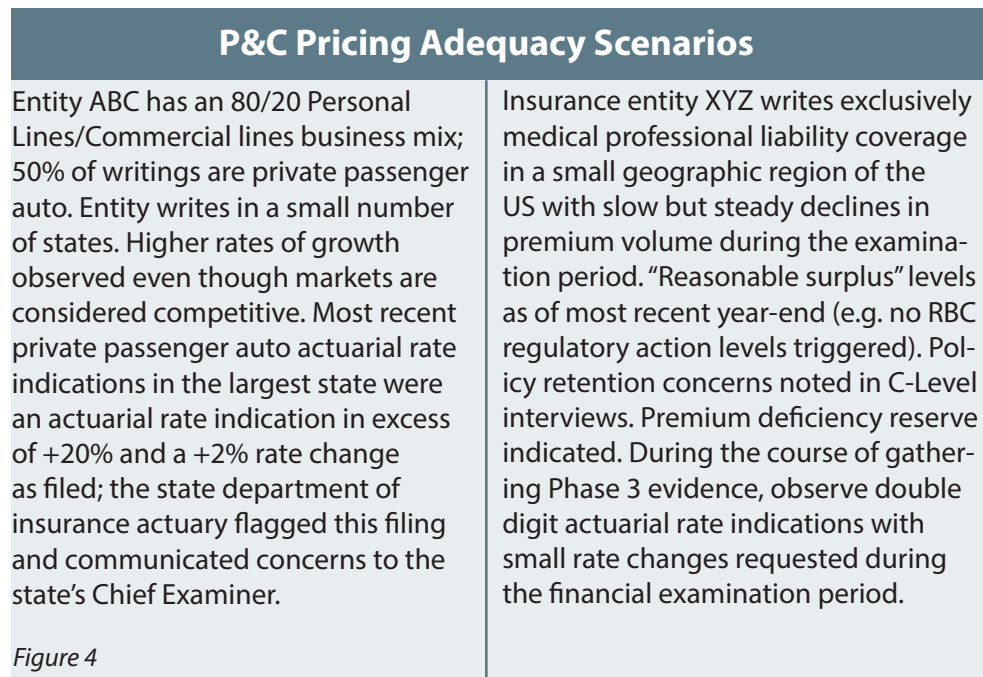 P&C Pricing Adequacy Scenarios
Entity ABC has an 80/20 Personal
Lines/Commercial lines business mix;
50% of writings are private passenger
auto. Entity writes in a small number
of states. Higher rates of growth
observed even though markets are
considered competitive. Most recent
private passenger auto actuarial rate
indications in the largest state were
an actuarial rate indication in excess
of +20% and a +2% rate change
as filed; the state department of
insurance actuary flagged this filing
and communicated concerns to the
state’s Chief Examiner.
Figure 4
Insurance entity XYZ writes exclusively
medical professional liability coverage
in a small geographic region of the
US with slow but steady declines in
premium volume during the examina-
tion period. “Reasonable surplus” levels
as of most recent year-end (e.g. no RBC
regulatory action levels triggered). Pol-
icy retention concerns noted in C-Level
interviews. Premium deficiency reserve
indicated. During the course of gather-
ing Phase 3 evidence, observe double
digit actuarial rate indications with
small rate changes requested during
the financial examination period.